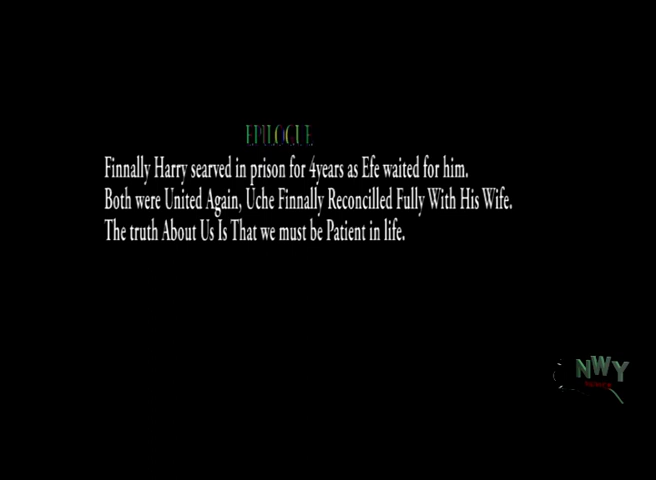 EPILOGUE
Finnally Harry searved in prison for 4years as Efe waited for him.
Both were United Again, Uche Finnally Reconcilled Fully With His Wife.
The truth About Us Is That we must be Patient in life.
NWY